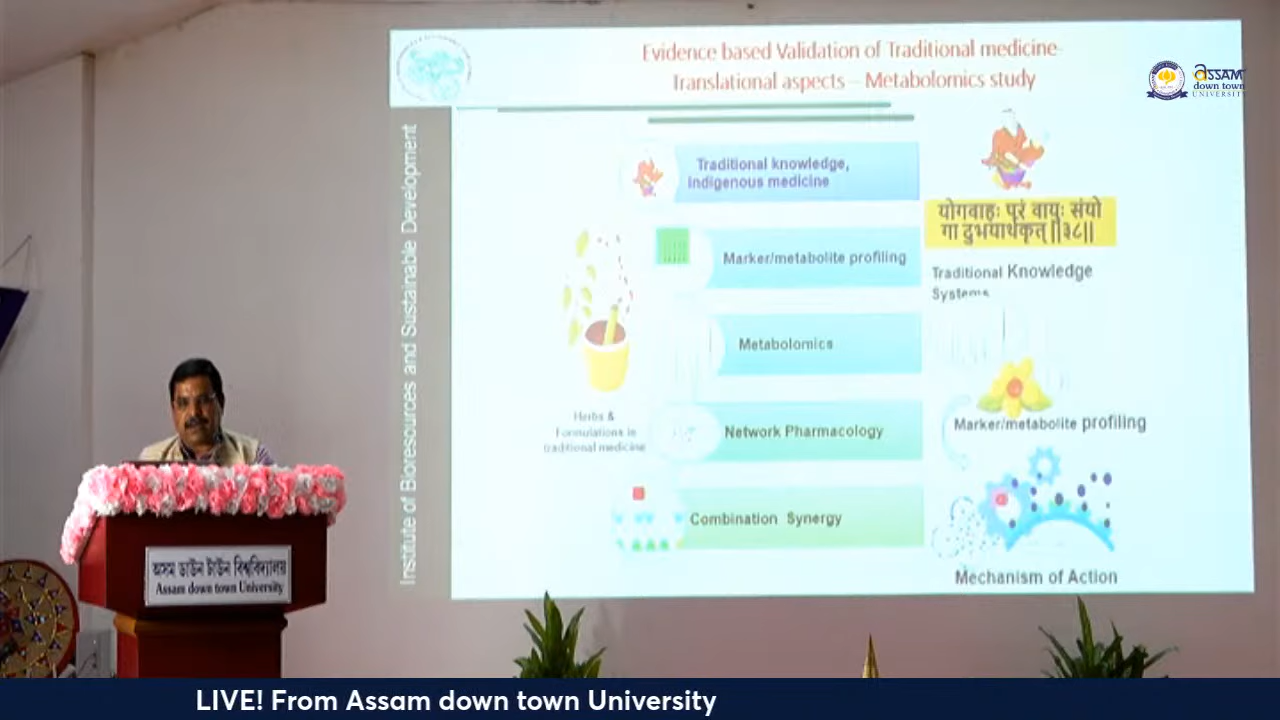 Evidence based Validation of Traditional medicine
Translational aspects – Metabolomics study
অসম
down town
UNIVERSITY
Institute of Bioresources and Sustainable Development
Traditional knowledge,
indigenous medicine
योगवाहः परं वायुः संयो
गा दुभयार्थकृत् ||३८||
Marker/metabolite profiling
Traditional Knowledge
Systems
Metabolomics
Herbs &
Formulations in
traditional medicine
Marker/metabolite profiling
Network Pharmacology
Combination Synergy
Mechanism of Action
অসম ডাউন টাউন বিশ্ববিদ্যালয়
Assam down town University
LIVE! From Assam down town University